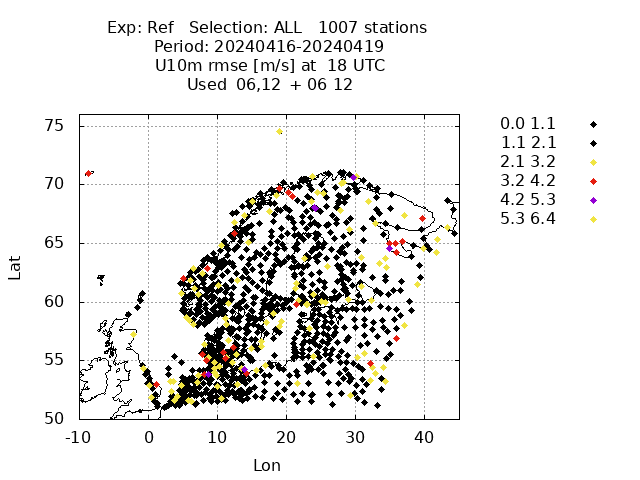 Exp: Ref Selection: ALL 1007 stations
Period: 20240416-20240419
U10m rmse [m/s] at 18 UTC
Used 06,12 + 06 12
75
70
65
60
55
50
-10 0 10 20 30 40
Lat
Lon
0.0 1.1
1.1 2.1
2.1 3.2
3.2 4.2
4.2 5.3
5.3 6.4